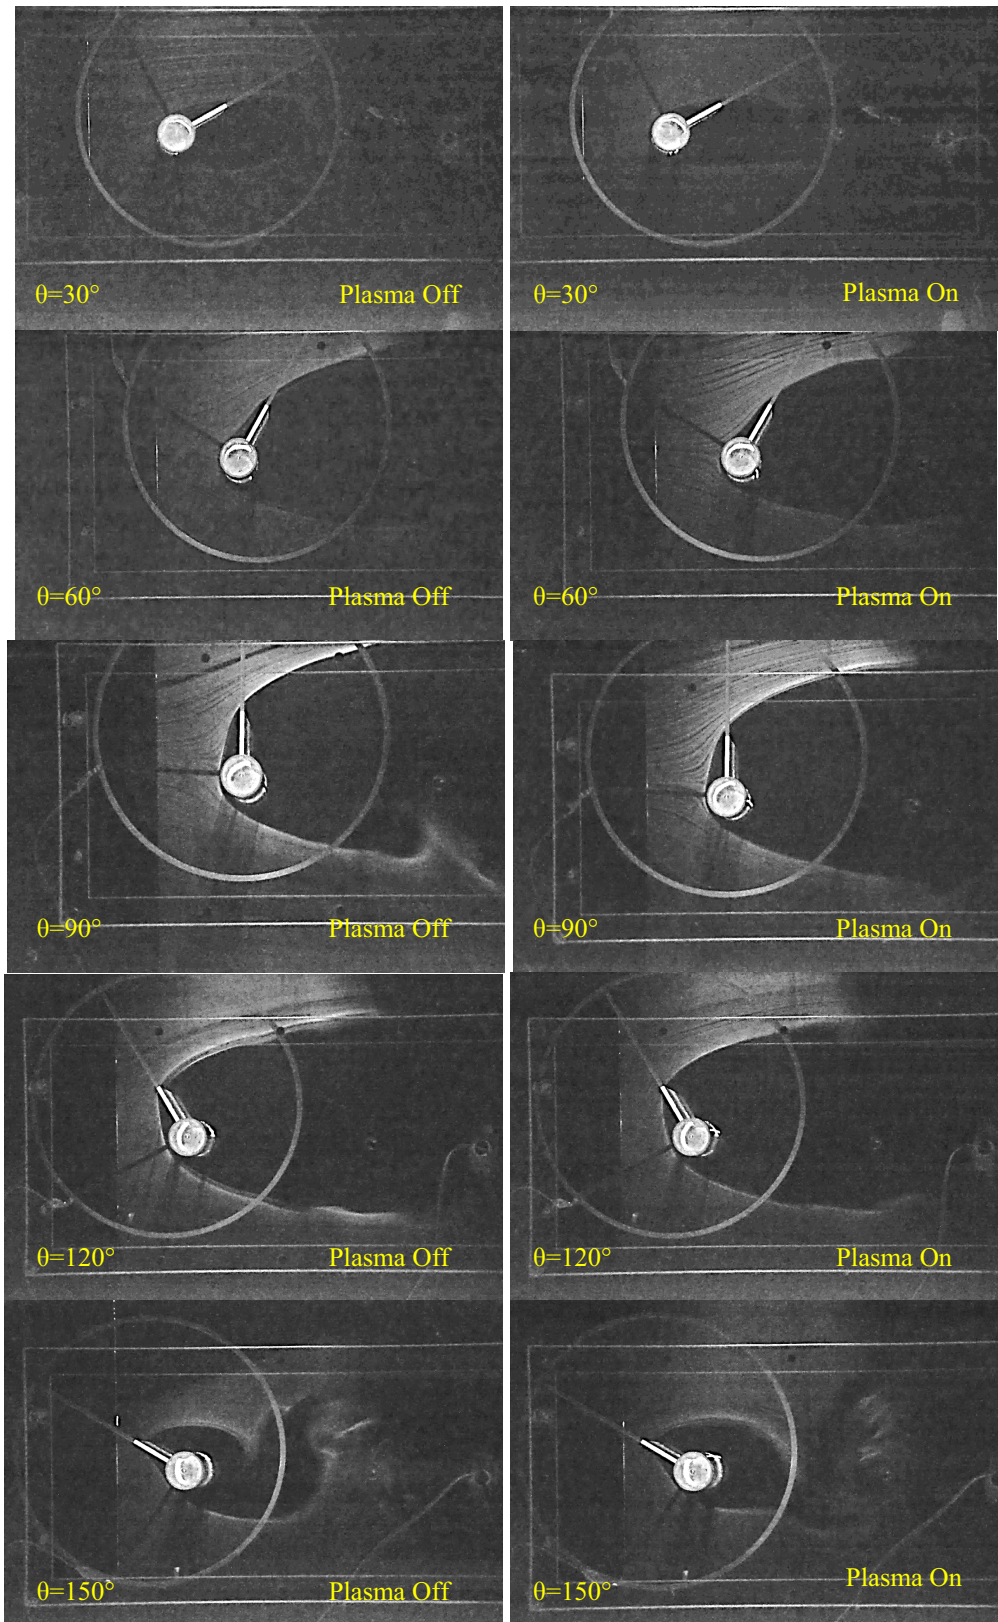 θ=30° Plasma Off
θ=30° Plasma On
θ=60° Plasma Off
θ=60° Plasma On
θ=90° Plasma Off
θ=90° Plasma On
θ=120° Plasma Off
θ=120° Plasma On
θ=150° Plasma Off
θ=150° Plasma On